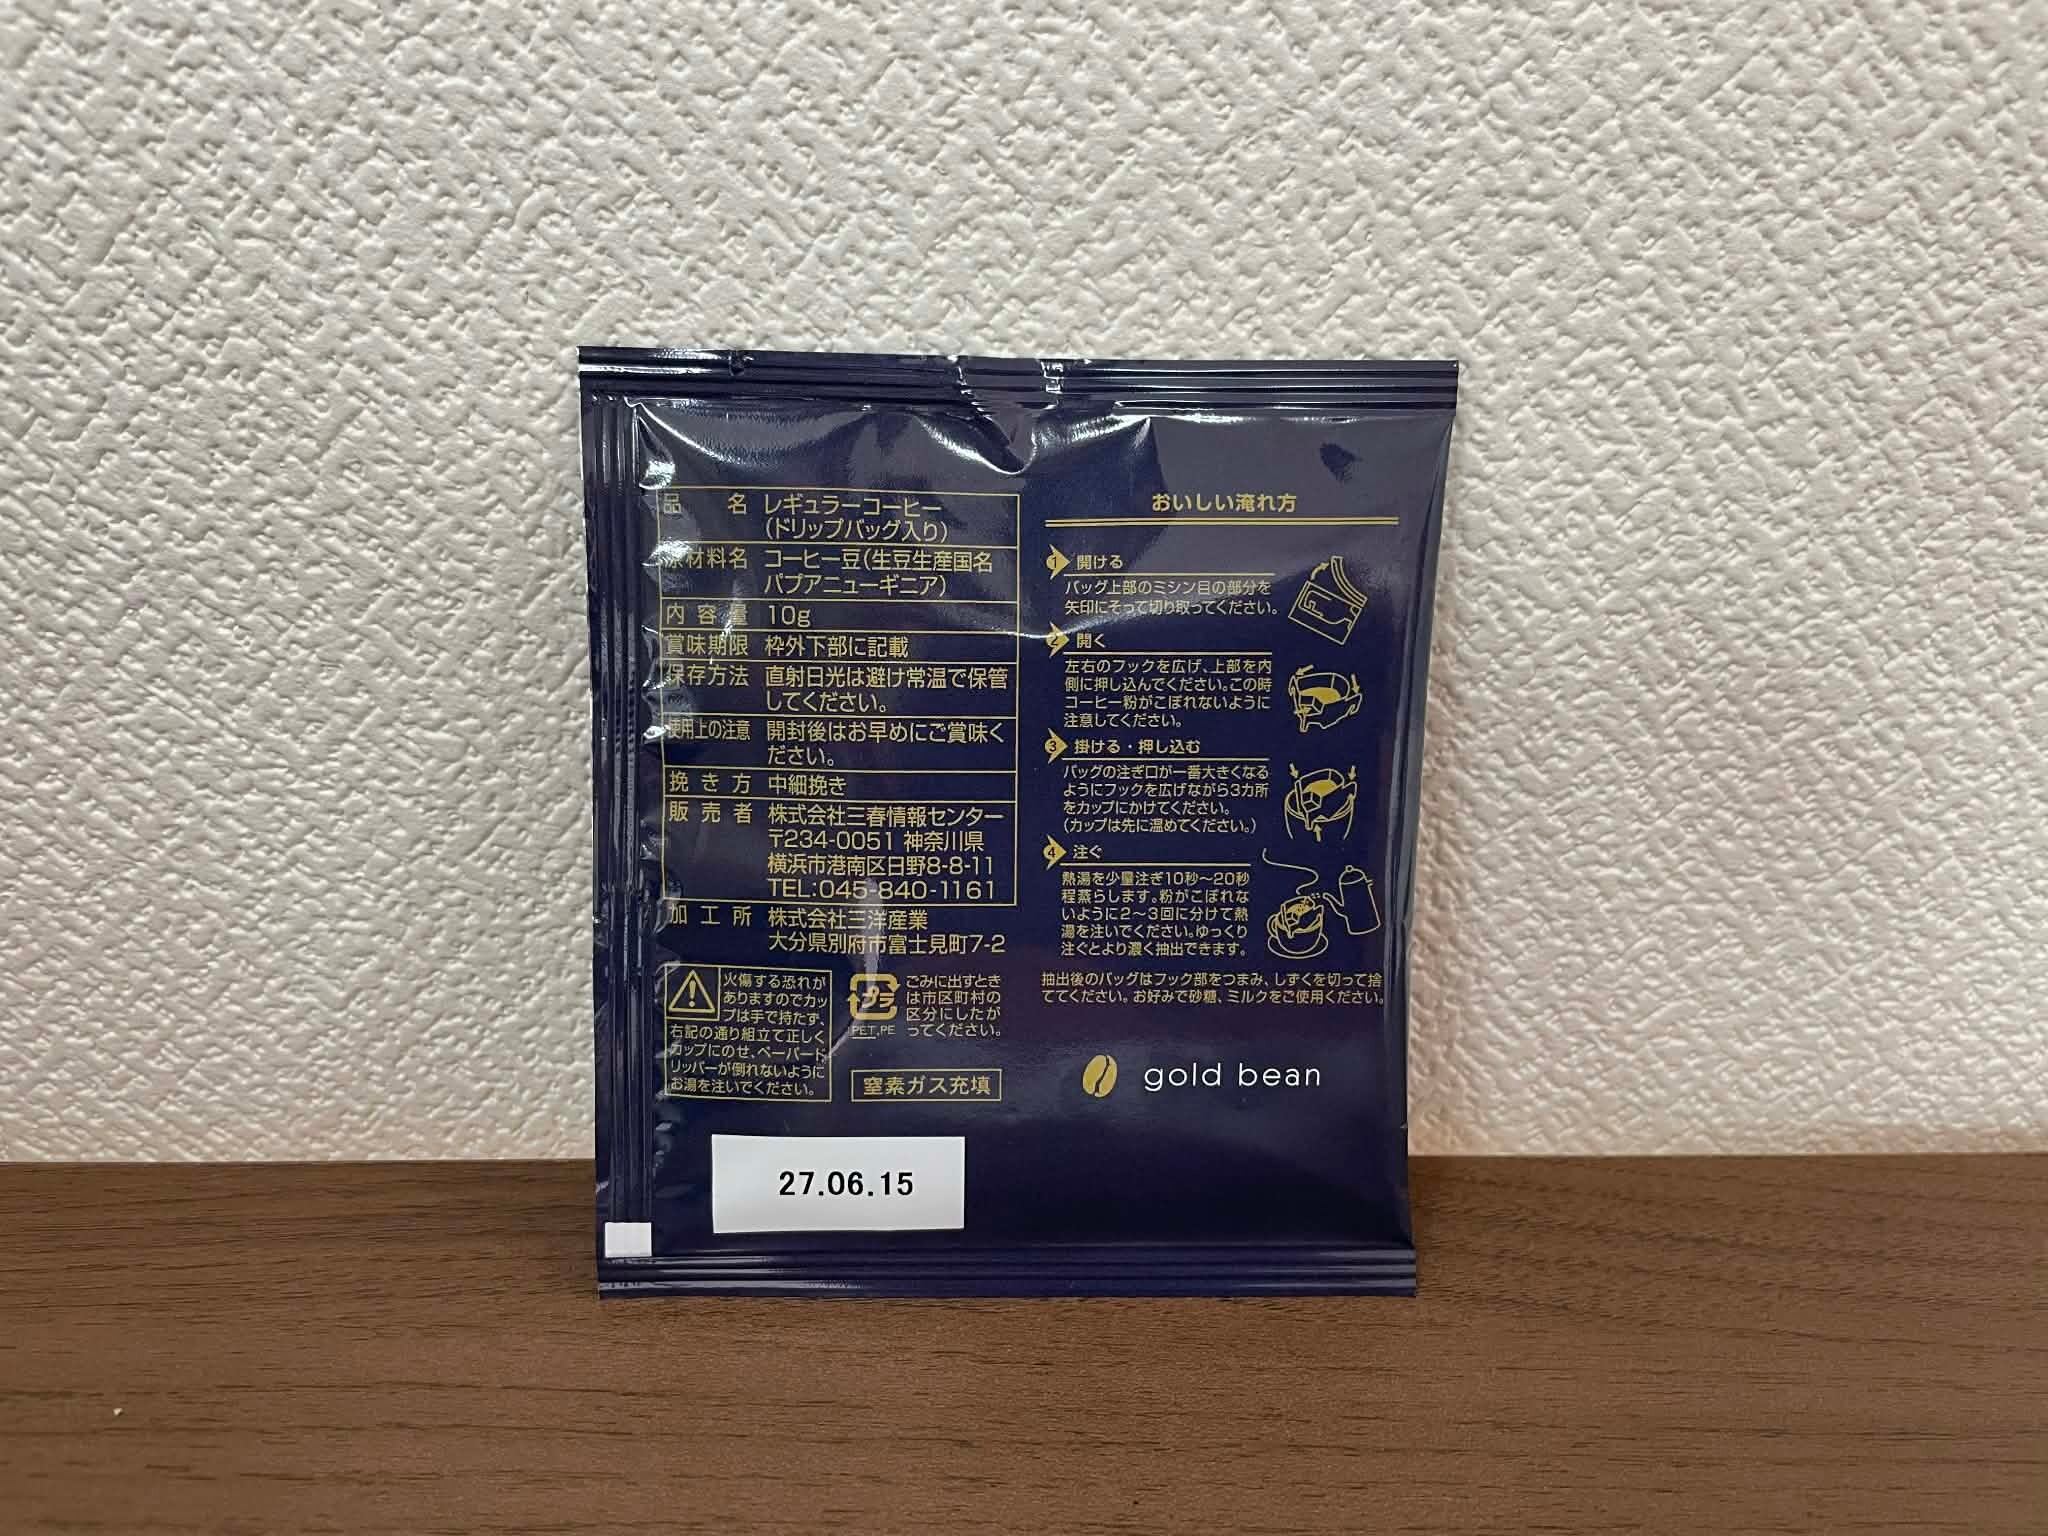 品名 レギュラーコーヒー
（ドリップバッグ入り）
原材料名 コーヒー豆（生豆生産国名
パプアニューギニア）
内容量 10g
賞味期限 枠外下部に記載
保存方法 直射日光は避け常温で保管
してください。
使用上の注意 開封後はお早めにご賞味く
ださい。
挽き方 中細挽き
販売者 株式会社三春情報センター
〒234-0051 神奈川県
横浜市港南区日野8-8-11
TEL:045-840-1161
加工所 株式会社三洋産業
大分県別府市富士見町7-2
火傷する恐れが
ありますのでカッ
プは手で持たず、
右記の通り組立て正しく
カップにのせ、ペーパード
リッパーが倒れないように
お湯を注いでください。
プラ
PET,PE
ごみに出すとき
は市区町村の
区分にしたが
ってください。
窒素ガス充填
27.06.15
おいしい淹れ方
1 開ける
バッグ上部のミシン目の部分を
矢印にそって切り取ってください。
2 開く
左右のフックを広げ、上部を内
側に押し込んでください。この時
コーヒー粉がこぼれないように
注意してください。
3 掛ける・押し込む
バッグの注ぎ口が一番大きくなる
ようにフックを広げながら3カ所
をカップにかけてください。
（カップは先に温めてください。）
4 注ぐ
熱湯を少量注ぎ10秒～20秒
程蒸らします。粉がこぼれな
いように2～3回に分けて熱
湯を注いでください。ゆっくり
注ぐとより濃く抽出できます。
抽出後のバッグはフック部をつまみ、しずくを切って捨
ててください。お好みで砂糖、ミルクをご使用ください。
gold bean